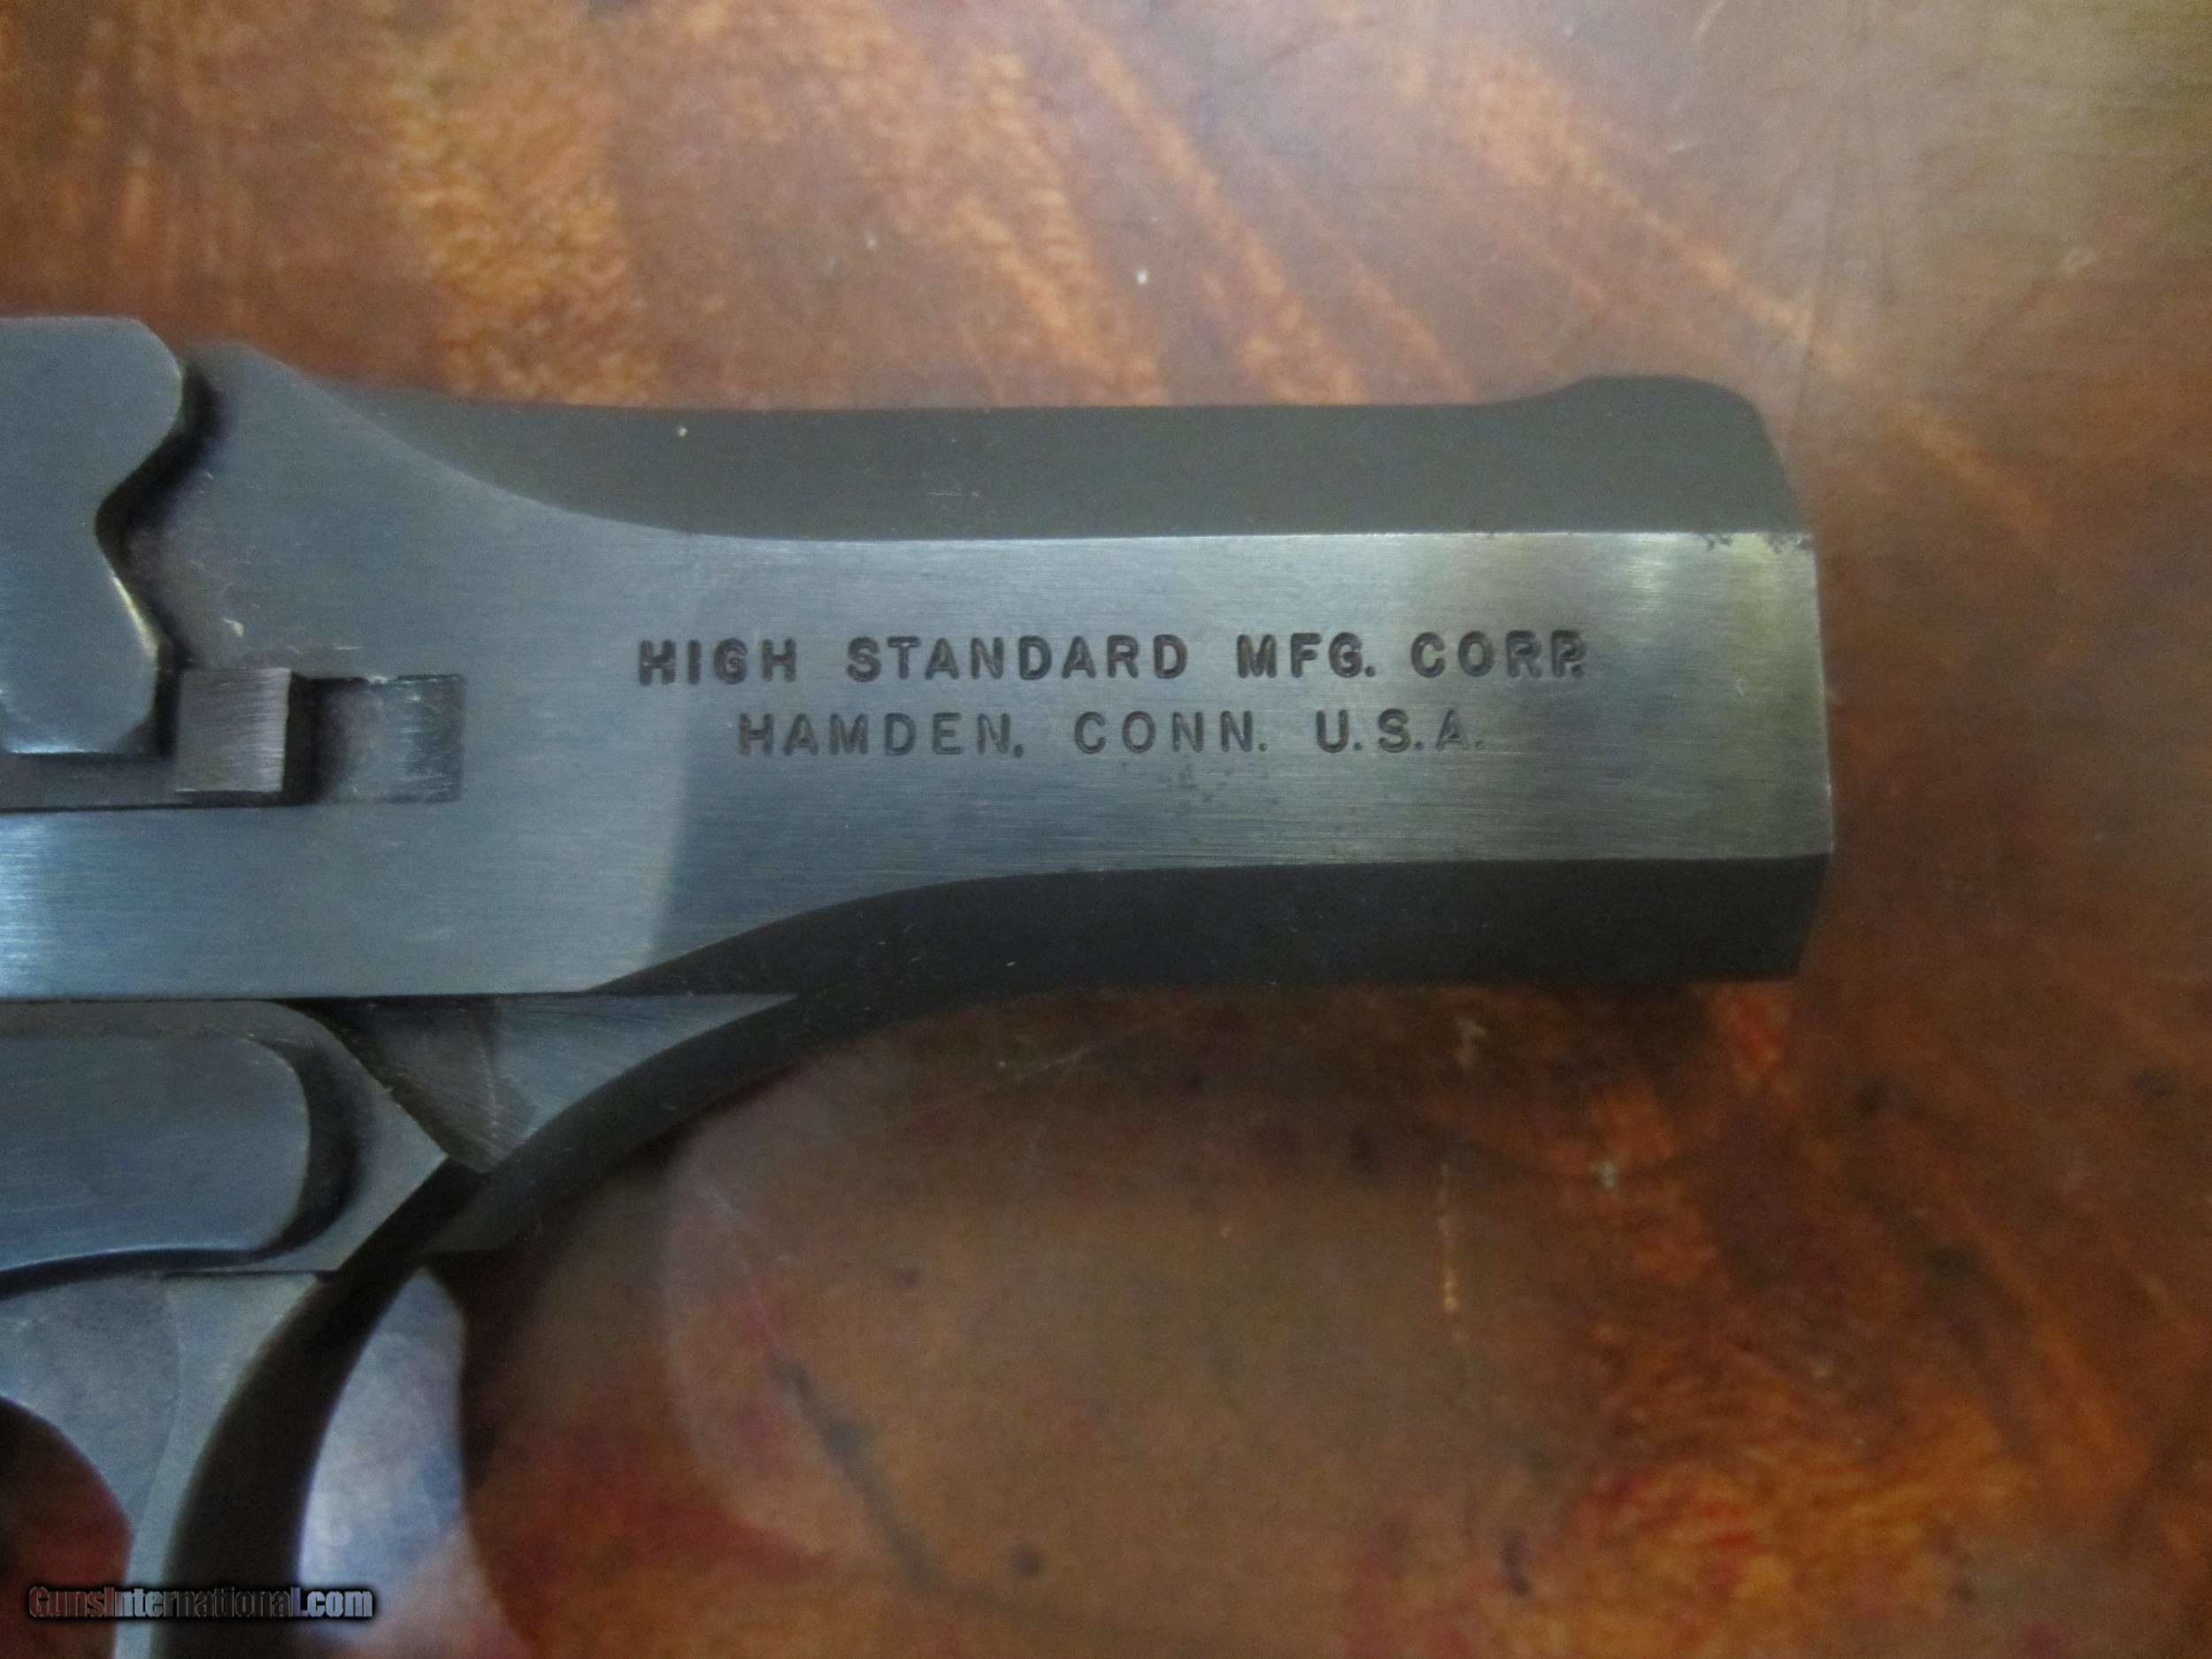 HIGH STANDARD MFG. CORP.
HAMDEN, CONN. U.S.A.
GunsInternational.com